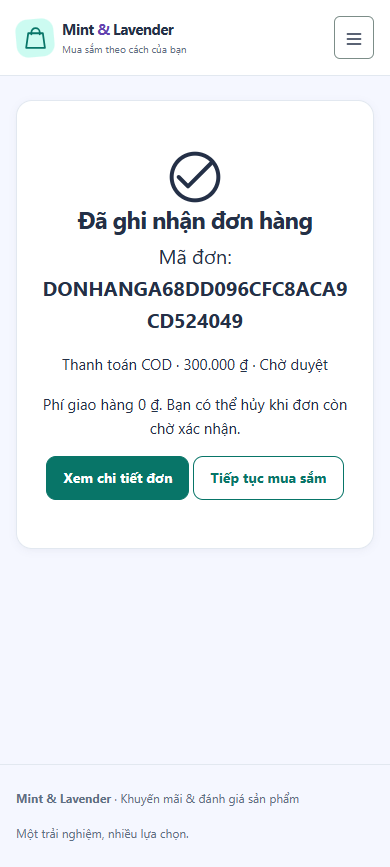 Mint & Lavender
Mua sắm theo cách của bạn
Đã ghi nhận đơn hàng
Mã đơn:
DONHANGA68DD096CFC8ACA9
CD524049
Thanh toán COD · 300.000 ₫ · Chờ duyệt
Phí giao hàng 0 ₫. Bạn có thể hủy khi đơn còn
chờ xác nhận.
Xem chi tiết đơn
Tiếp tục mua sắm
Mint & Lavender · Khuyến mãi & đánh giá sản phẩm
Một trải nghiệm, nhiều lựa chọn.